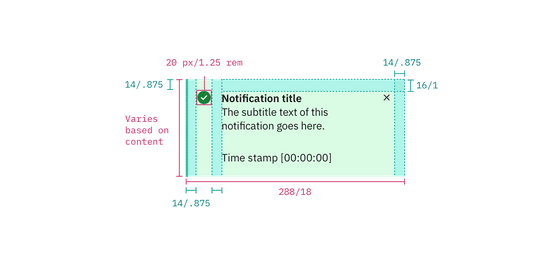 20 px/1.25 rem
14/.875
14/.875
16/1
Varies
based on
content
Notification title
The subtitle text of this
notification goes here.
Time stamp [00:00:00]
288/18
14/.875